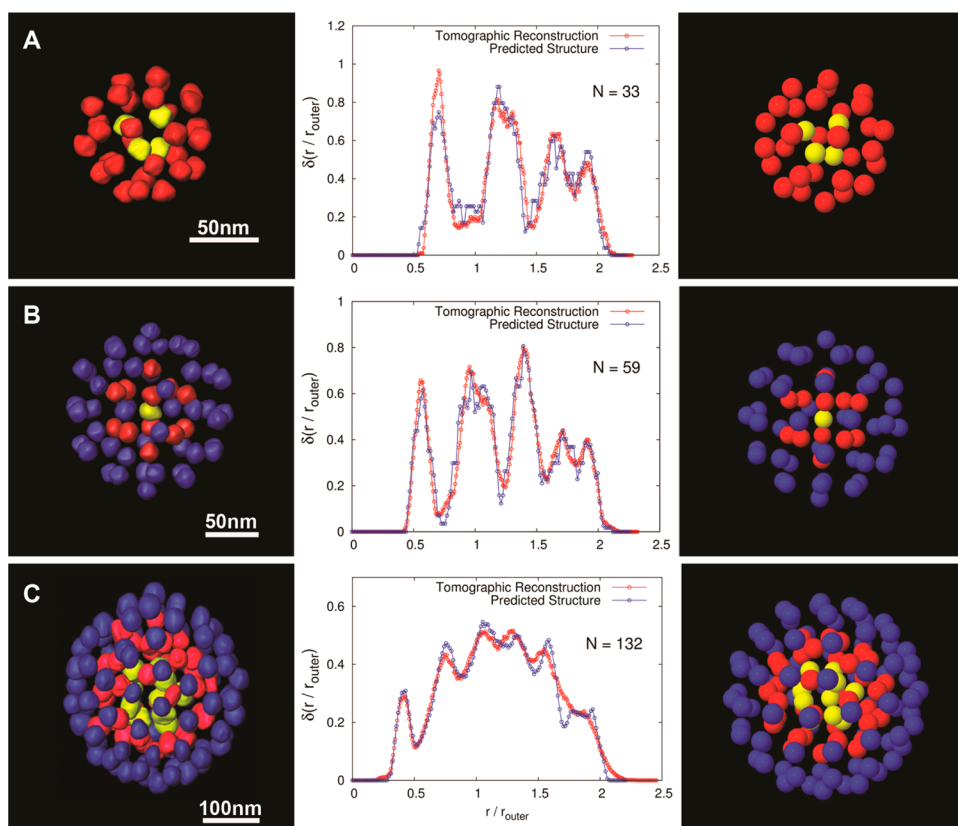 A
50nm
Tomographic Reconstruction
Predicted Structure
N = 33
δ(r / r_outer)
1.2
1
0.8
0.6
0.4
0.2
0
0 0.5 1 1.5 2 2.5
B
50nm
Tomographic Reconstruction
Predicted Structure
N = 59
δ(r / r_outer)
1
0.8
0.6
0.4
0.2
0
0 0.5 1 1.5 2 2.5
C
100nm
Tomographic Reconstruction
Predicted Structure
N = 132
δ(r / r_outer)
0.6
0.4
0.2
0
0 0.5 1 1.5 2 2.5
r / r_outer